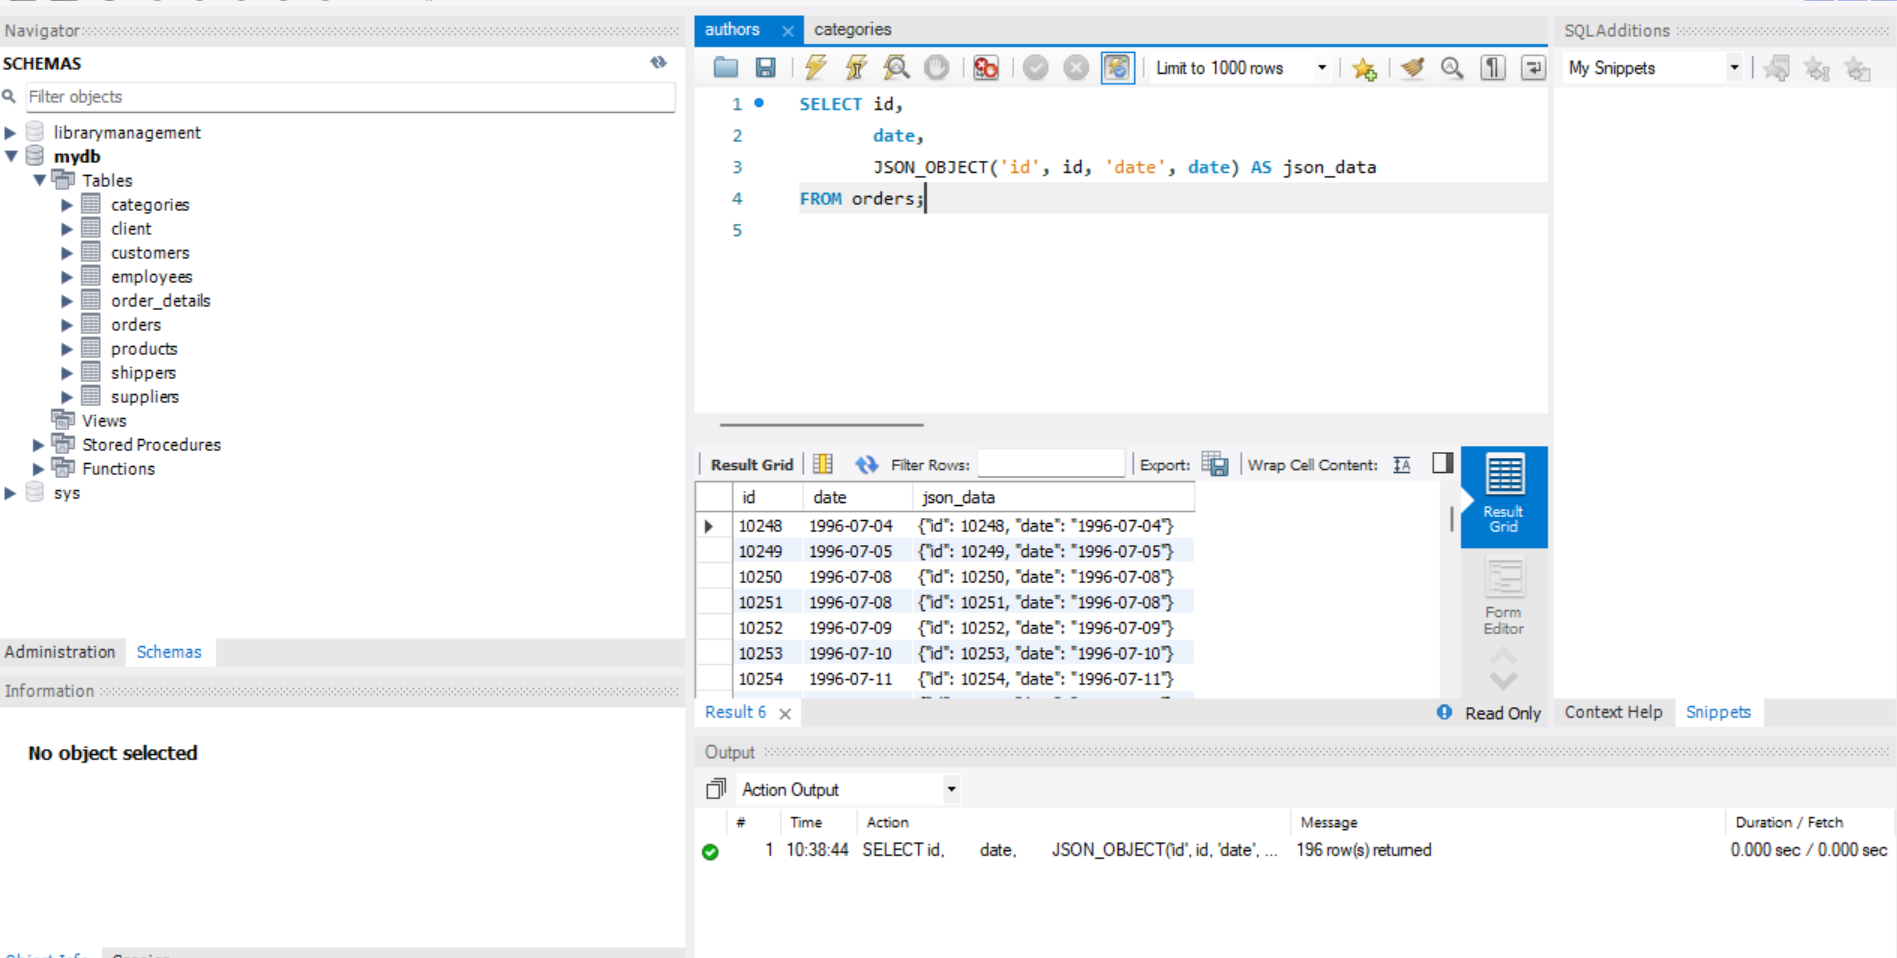 Navigator
SCHEMAS
Filter objects
librarymanagement
mydb
Tables
categories
client
customers
employees
order_details
orders
products
shippers
suppliers
Views
Stored Procedures
Functions
sys
Administration Schemas
Information
No object selected
authors categories
Limit to 1000 rows
1 SELECT id,
2 date,
3 JSON_OBJECT('id', id, 'date', date) AS json_data
4 FROM orders;
5
Result Grid Filter Rows: Export: Wrap Cell Content: IA
id date json_data
10248 1996-07-04 {"id": 10248, "date": "1996-07-04"}
10249 1996-07-05 {"id": 10249, "date": "1996-07-05"}
10250 1996-07-08 {"id": 10250, "date": "1996-07-08"}
10251 1996-07-08 {"id": 10251, "date": "1996-07-08"}
10252 1996-07-09 {"id": 10252, "date": "1996-07-09"}
10253 1996-07-10 {"id": 10253, "date": "1996-07-10"}
10254 1996-07-11 {"id": 10254, "date": "1996-07-11"}
Result
Grid
Form
Editor
Result 6 Read Only
Output
Action Output
# Time Action Message Duration / Fetch
1 10:38:44 SELECT id, date, JSON_OBJECT('id', id, 'date', ... 196 row(s) returned 0.000 sec / 0.000 sec
SQLAdditions
My Snippets
Context Help Snippets